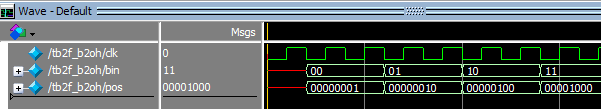 Wave - Default
Msgs
/tb2f_b2oh/clk 0
/tb2f_b2oh/bin 11 00 01 10 11
/tb2f_b2oh/pos 00001000 00000001 00000010 00000100 00001000